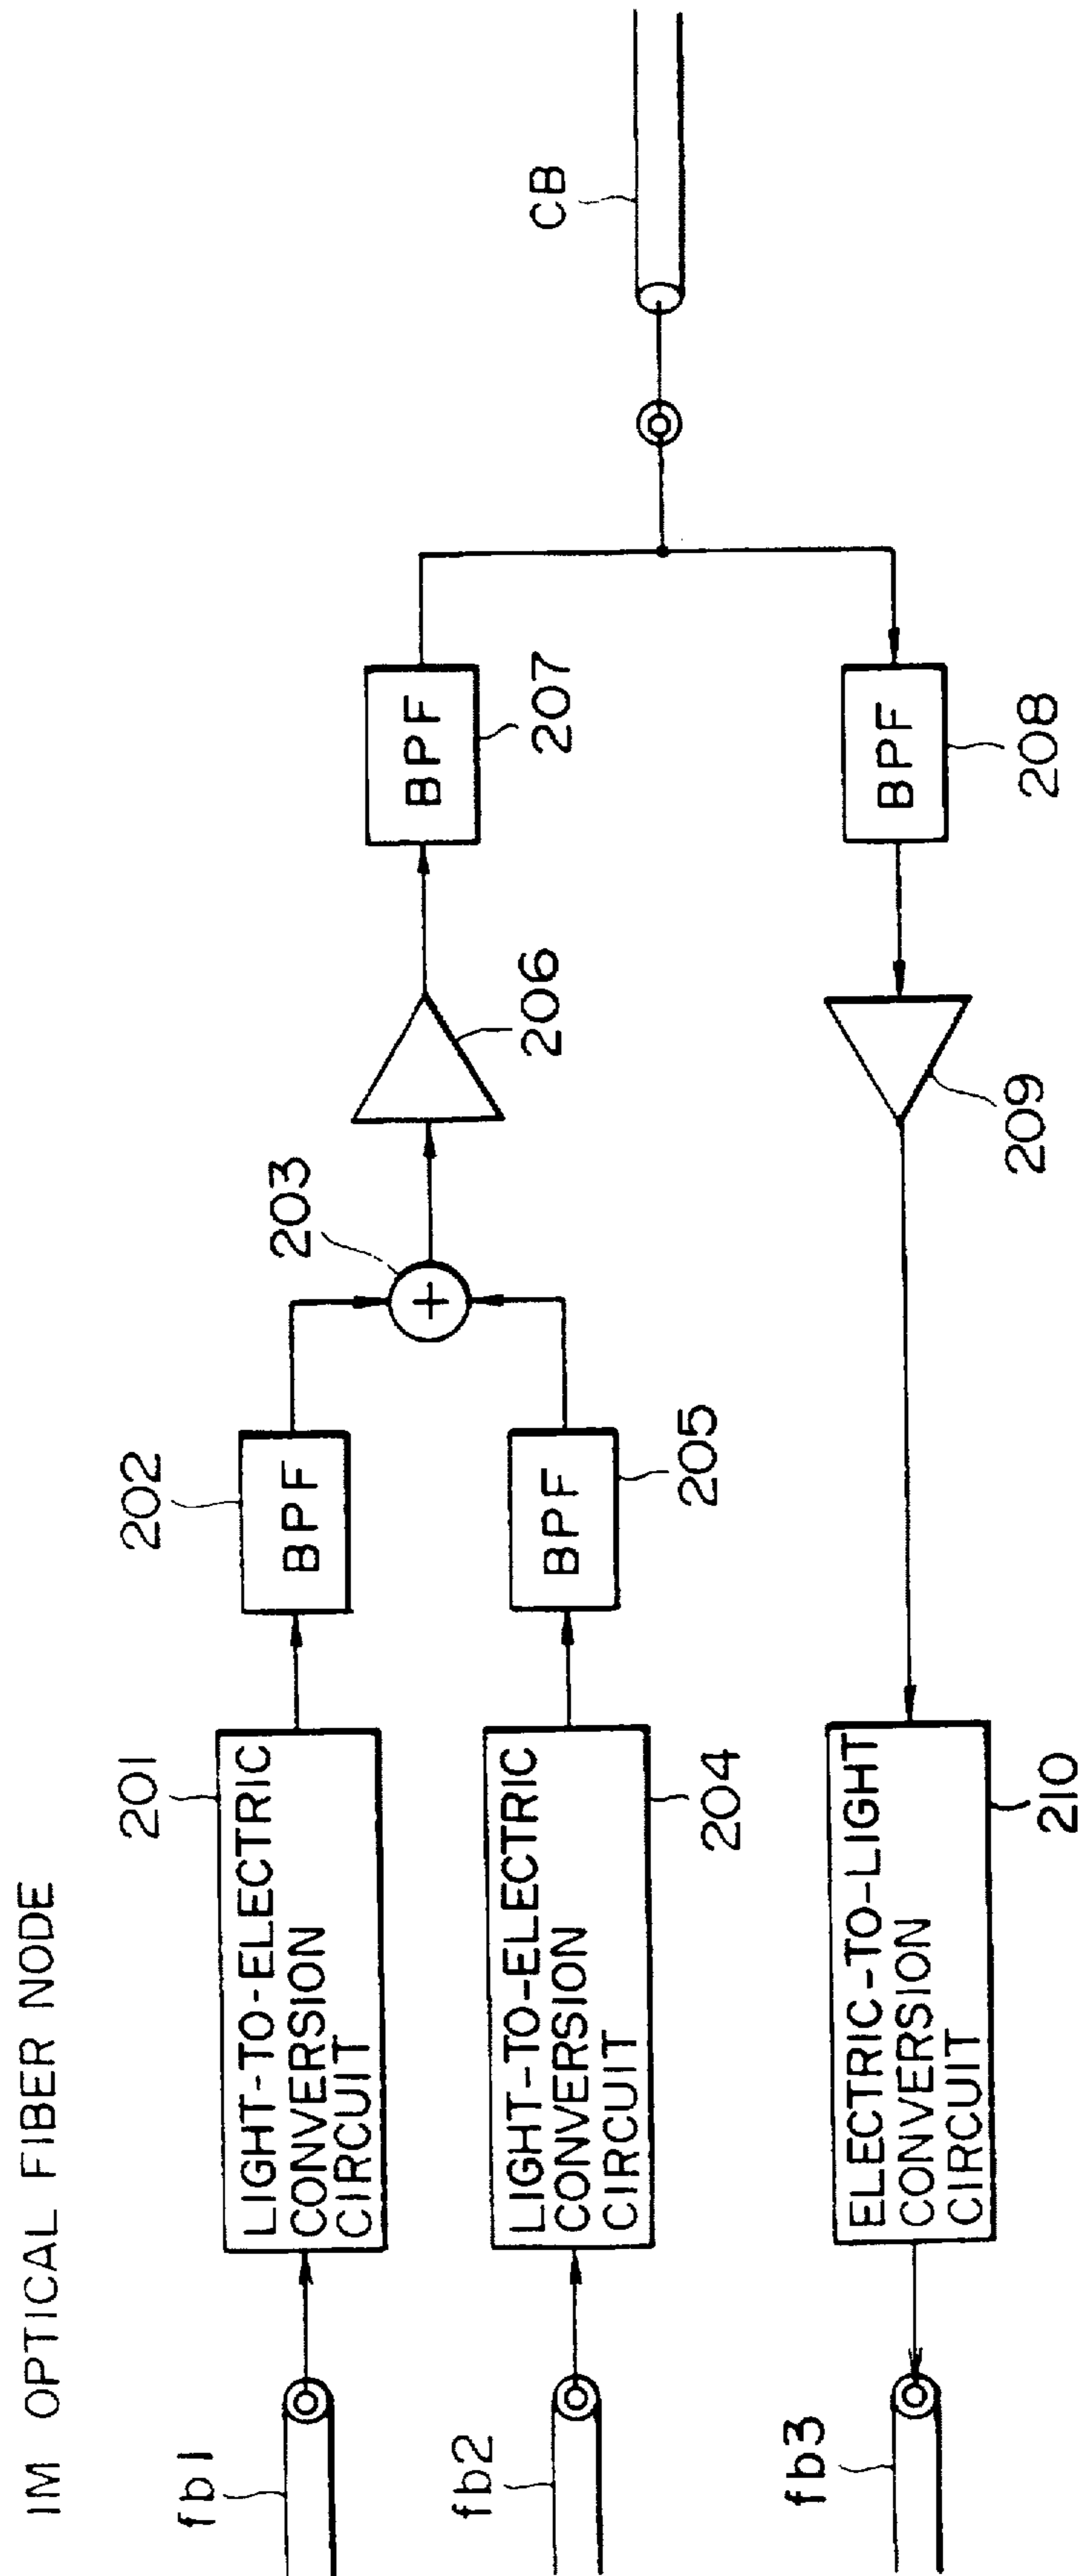 1M OPTICAL FIBER NODE
fb1
201
LIGHT-TO-ELECTRIC
CONVERSION
CIRCUIT
202
BPF
203
206
BPF
207
CB
fb2
LIGHT-TO-ELECTRIC
CONVERSION
CIRCUIT
204
BPF
205
+
fb3
ELECTRIC-TO-LIGHT
CONVERSION
CIRCUIT
210
209
BPF
208